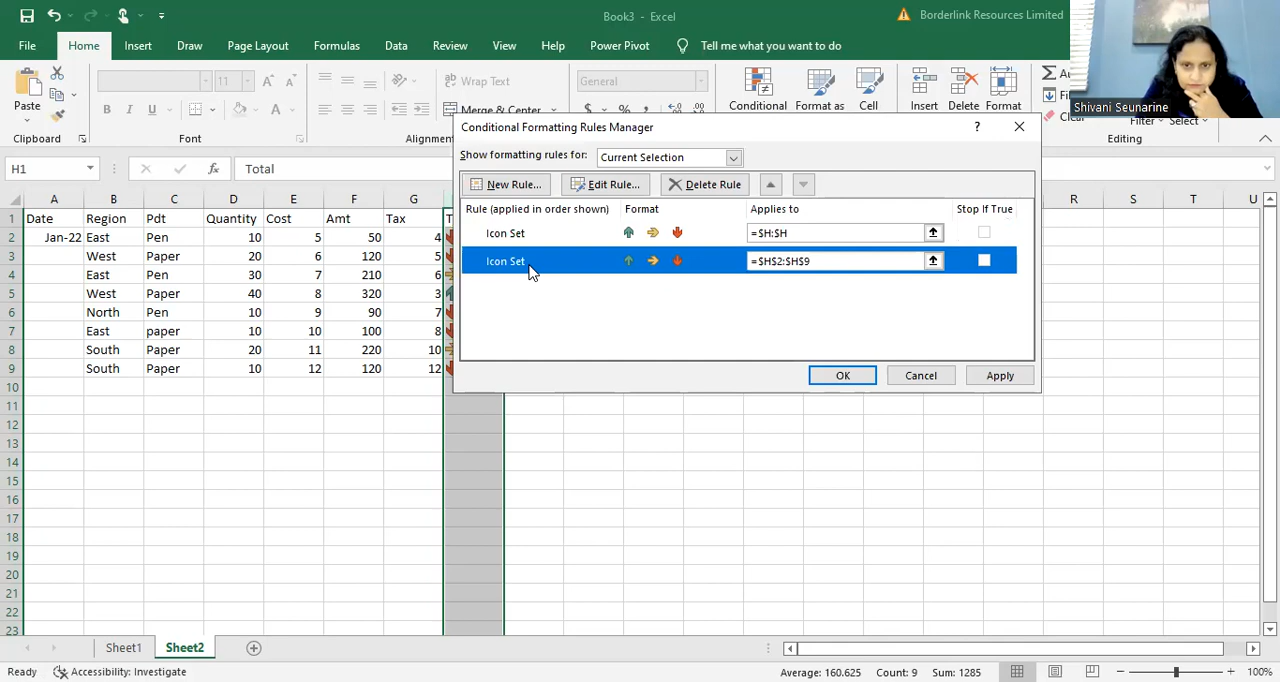 Book3 - Excel
Borderlink Resources Limited
File Home Insert Draw Page Layout Formulas Data Review View Help Power Pivot Tell me what you want to do
Shivani Seunarine
Paste
11
Wrap Text
General
B I U
A
Merge & Center
$ %
Conditional Format as Cell
Insert Delete Format
Clipboard
Font
Filter Select
Editing
H1
fx
Total
Conditional Formatting Rules Manager
?
Show formatting rules for: Current Selection
New Rule... Edit Rule... Delete Rule
Rule (applied in order shown) Format Applies to Stop If True
Icon Set =$H:$H
Icon Set =$H$2:$H$9
OK Cancel Apply
A B C D E F G R S T U
1 Date Region Pdt Quantity Cost Amt Tax
2 Jan-22 East Pen 10 5 50 4
3 West Paper 20 6 120 5
4 East Pen 30 7 210 6
5 West Paper 40 8 320 3
6 North Pen 10 9 90 7
7 East paper 10 10 100 8
8 South Paper 20 11 220 10
9 South Paper 10 12 120 12
10
11
12
13
14
15
16
17
18
19
20
21
22
23
Sheet1 Sheet2
Ready Accessibility: Investigate Average: 160.625 Count: 9 Sum: 1285 100%